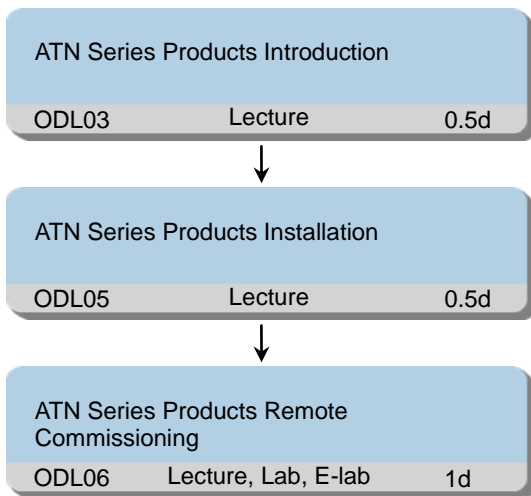 ATN Series Products Introduction
ODL03 Lecture 0.5d
ATN Series Products Installation
ODL05 Lecture 0.5d
ATN Series Products Remote
Commissioning
ODL06 Lecture, Lab, E-lab 1d